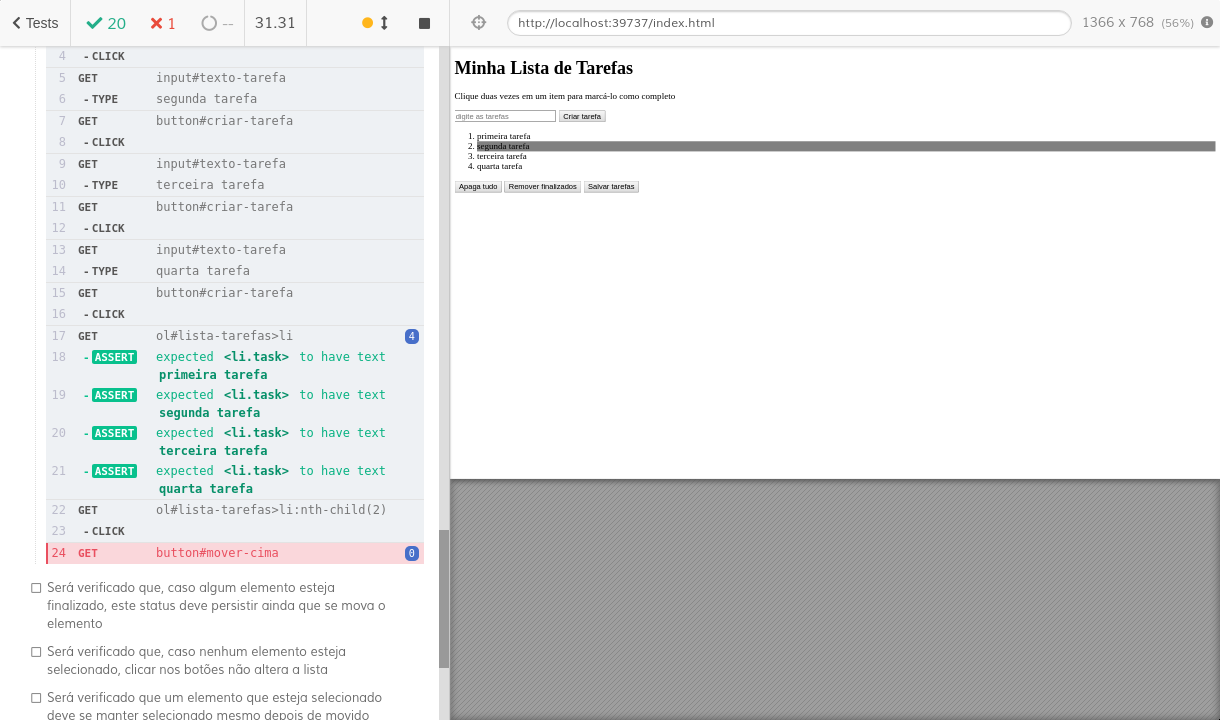 Tests 20 1 -- 31.31 http://localhost:39737/index.html 1366 x 768 (56%)
4 - CLICK
5 GET input#texto-tarefa
6 - TYPE segunda tarefa
7 GET button#criar-tarefa
8 - CLICK
9 GET input#texto-tarefa
10 - TYPE terceira tarefa
11 GET button#criar-tarefa
12 - CLICK
13 GET input#texto-tarefa
14 - TYPE quarta tarefa
15 GET button#criar-tarefa
16 - CLICK
17 GET ol#lista-tarefas>li 4
18 - ASSERT expected <li.task> to have text
primeira tarefa
19 - ASSERT expected <li.task> to have text
segunda tarefa
20 - ASSERT expected <li.task> to have text
terceira tarefa
21 - ASSERT expected <li.task> to have text
quarta tarefa
22 GET ol#lista-tarefas>li:nth-child(2)
23 - CLICK
24 GET button#mover-cima 0
Será verificado que, caso algum elemento esteja
finalizado, este status deve persistir ainda que se mova o
elemento
Será verificado que, caso nenhum elemento esteja
selecionado, clicar nos botões não altera a lista
Será verificado que um elemento que esteja selecionado
deve se manter selecionado mesmo depois de movido
Minha Lista de Tarefas
Clique duas vezes em um item para marcá-lo como completo
digite as tarefas Criar tarefa
1. primeira tarefa
2. segunda tarefa
3. terceira tarefa
4. quarta tarefa
Apaga tudo Remover finalizados Salvar tarefas